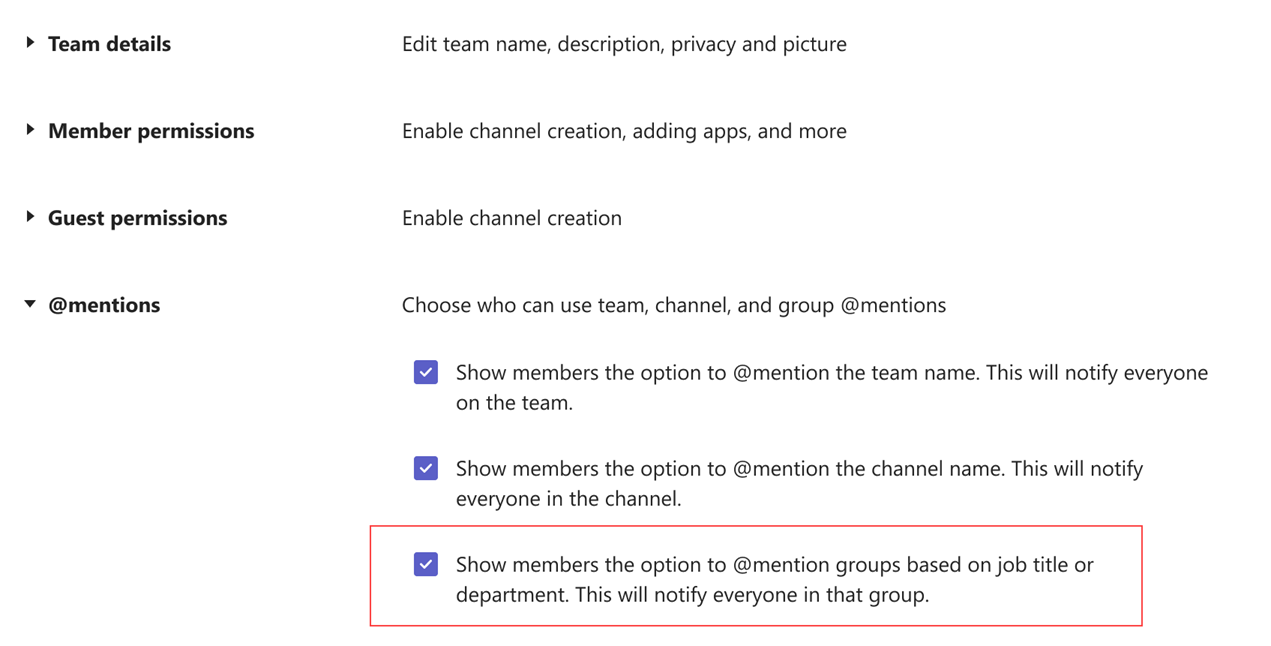 Team details
Edit team name, description, privacy and picture
Member permissions
Enable channel creation, adding apps, and more
Guest permissions
Enable channel creation
@mentions
Choose who can use team, channel, and group @mentions
Show members the option to @mention the team name. This will notify everyone
on the team.
Show members the option to @mention the channel name. This will notify
everyone in the channel.
Show members the option to @mention groups based on job title or
department. This will notify everyone in that group.